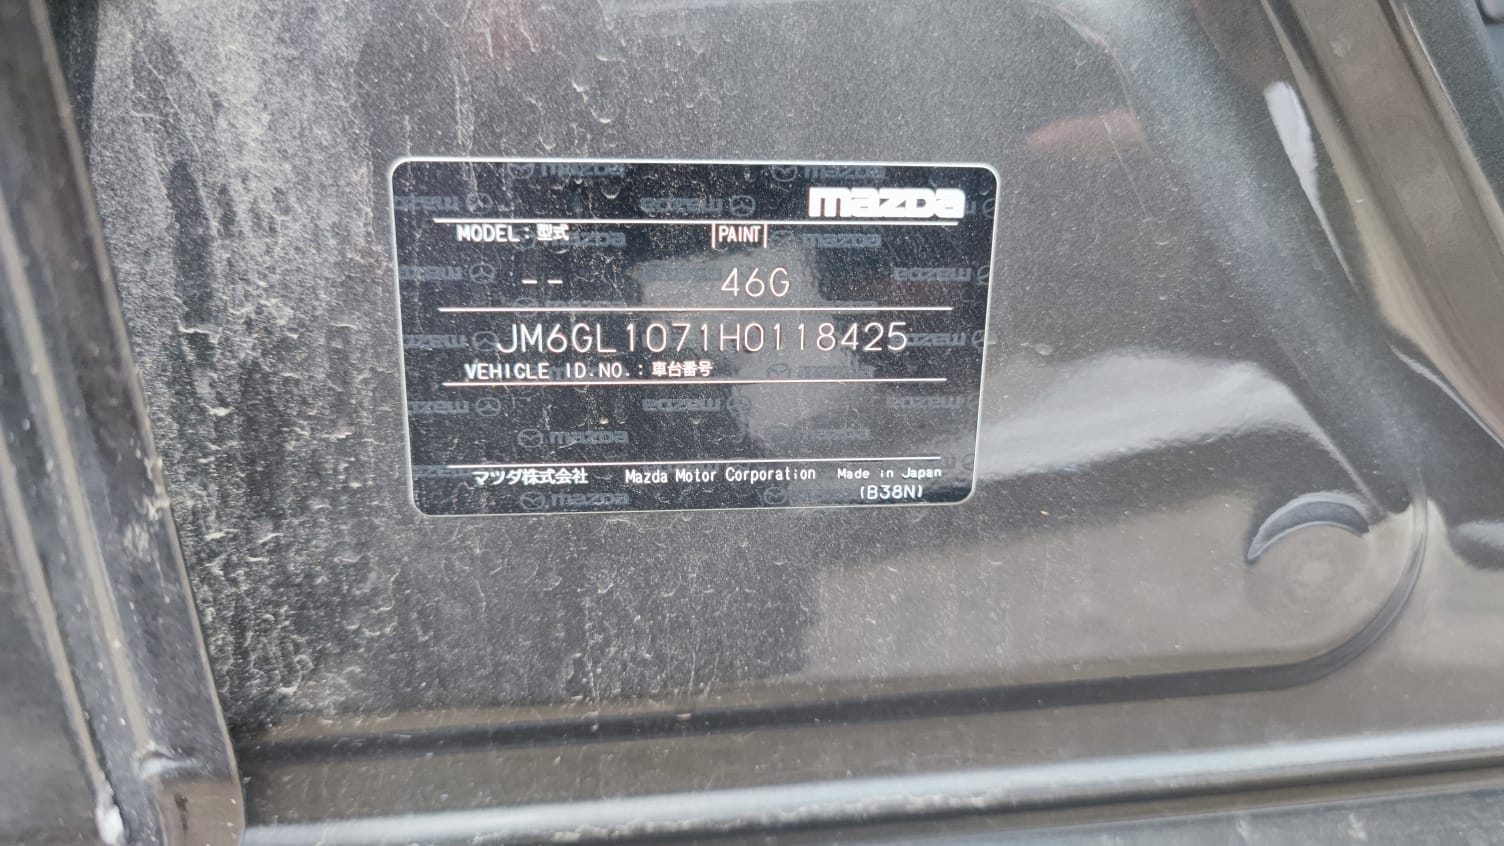 mazda
MODEL : 型式 PAINT
-- 46G
JM6GL1071H0118425
VEHICLE ID.NO. : 車台番号
マツダ株式会社 Mazda Motor Corporation Made in Japan
(B38N)